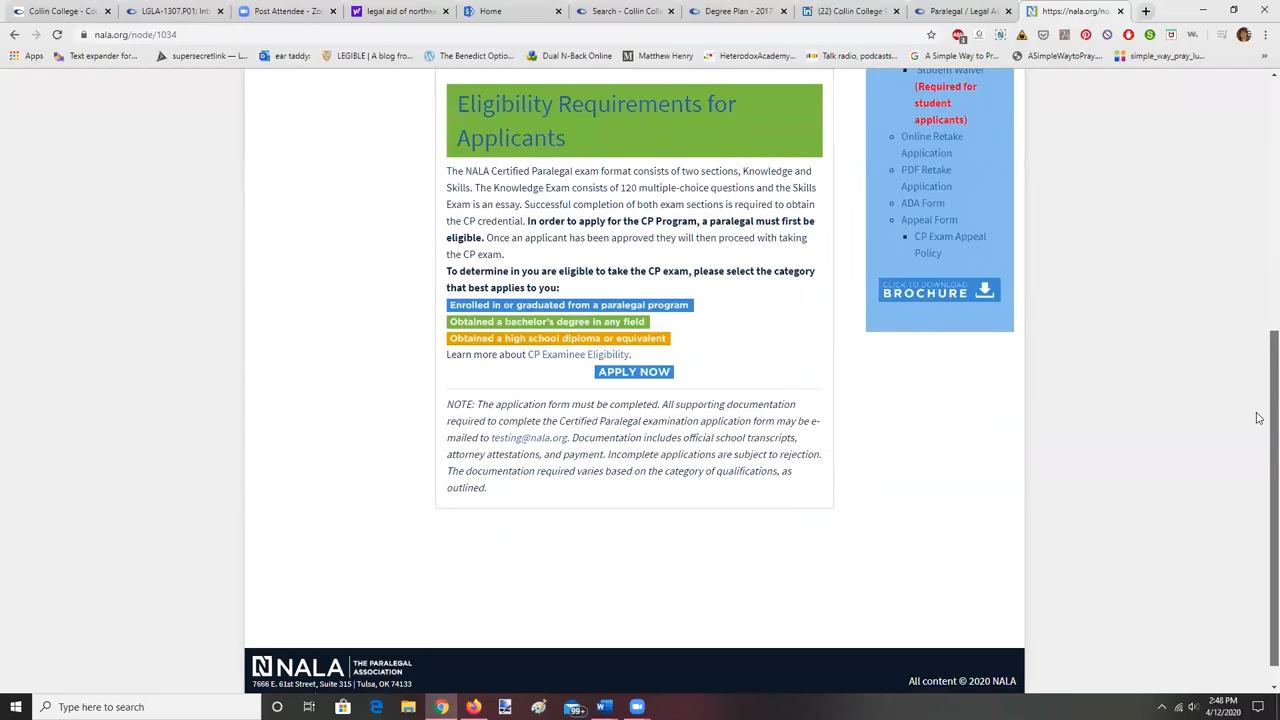 Collin College - Cou
LGLA-1307.P01: Intr
Post Attendee - Zoo
legal aid of northwe
Home
Search - Collin Colle
Degree Plan - 2017
(22) Collin College
Paralegal / Legal As
https://nala.org/no
nala.org/node/1034
Apps
Text expander for...
supersecretlink — L...
ear taddy:
LEGIBLE | A blog fro...
The Benedict Optio...
Dual N-Back Online
Matthew Henry
HeterodoxAcademy...
Talk radio, podcast...
A Simple Way to Pr...
ASimpleWaytoPray....
simple_way_pray_lu...
Student Waiver
(Required for
student
applicants)
Online Retake
Application
PDF Retake
Application
ADA Form
Appeal Form
CP Exam Appeal
Policy
CLICK TO DOWNLOAD
BROCHURE
Eligibility Requirements for
Applicants
The NALA Certified Paralegal exam format consists of two sections, Knowledge and
Skills. The Knowledge Exam consists of 120 multiple-choice questions and the Skills
Exam is an essay. Successful completion of both exam sections is required to obtain
the CP credential. In order to apply for the CP Program, a paralegal must first be
eligible. Once an applicant has been approved they will then proceed with taking
the CP exam.
To determine in you are eligible to take the CP exam, please select the category
that best applies to you:
Enrolled in or graduated from a paralegal program
Obtained a bachelor's degree in any field
Obtained a high school diploma or equivalent
Learn more about CP Examinee Eligibility.
APPLY NOW
NOTE: The application form must be completed. All supporting documentation
required to complete the Certified Paralegal examination application form may be e-
mailed to testing@nala.org. Documentation includes official school transcripts,
attorney attestations, and payment. Incomplete applications are subject to rejection.
The documentation required varies based on the category of qualifications, as
outlined.
NALA THE PARALEGAL
ASSOCIATION
7666 E. 61st Street, Suite 315 | Tulsa, OK 74133
All content © 2020 NALA
Type here to search
99+
2:48 PM
4/12/2020